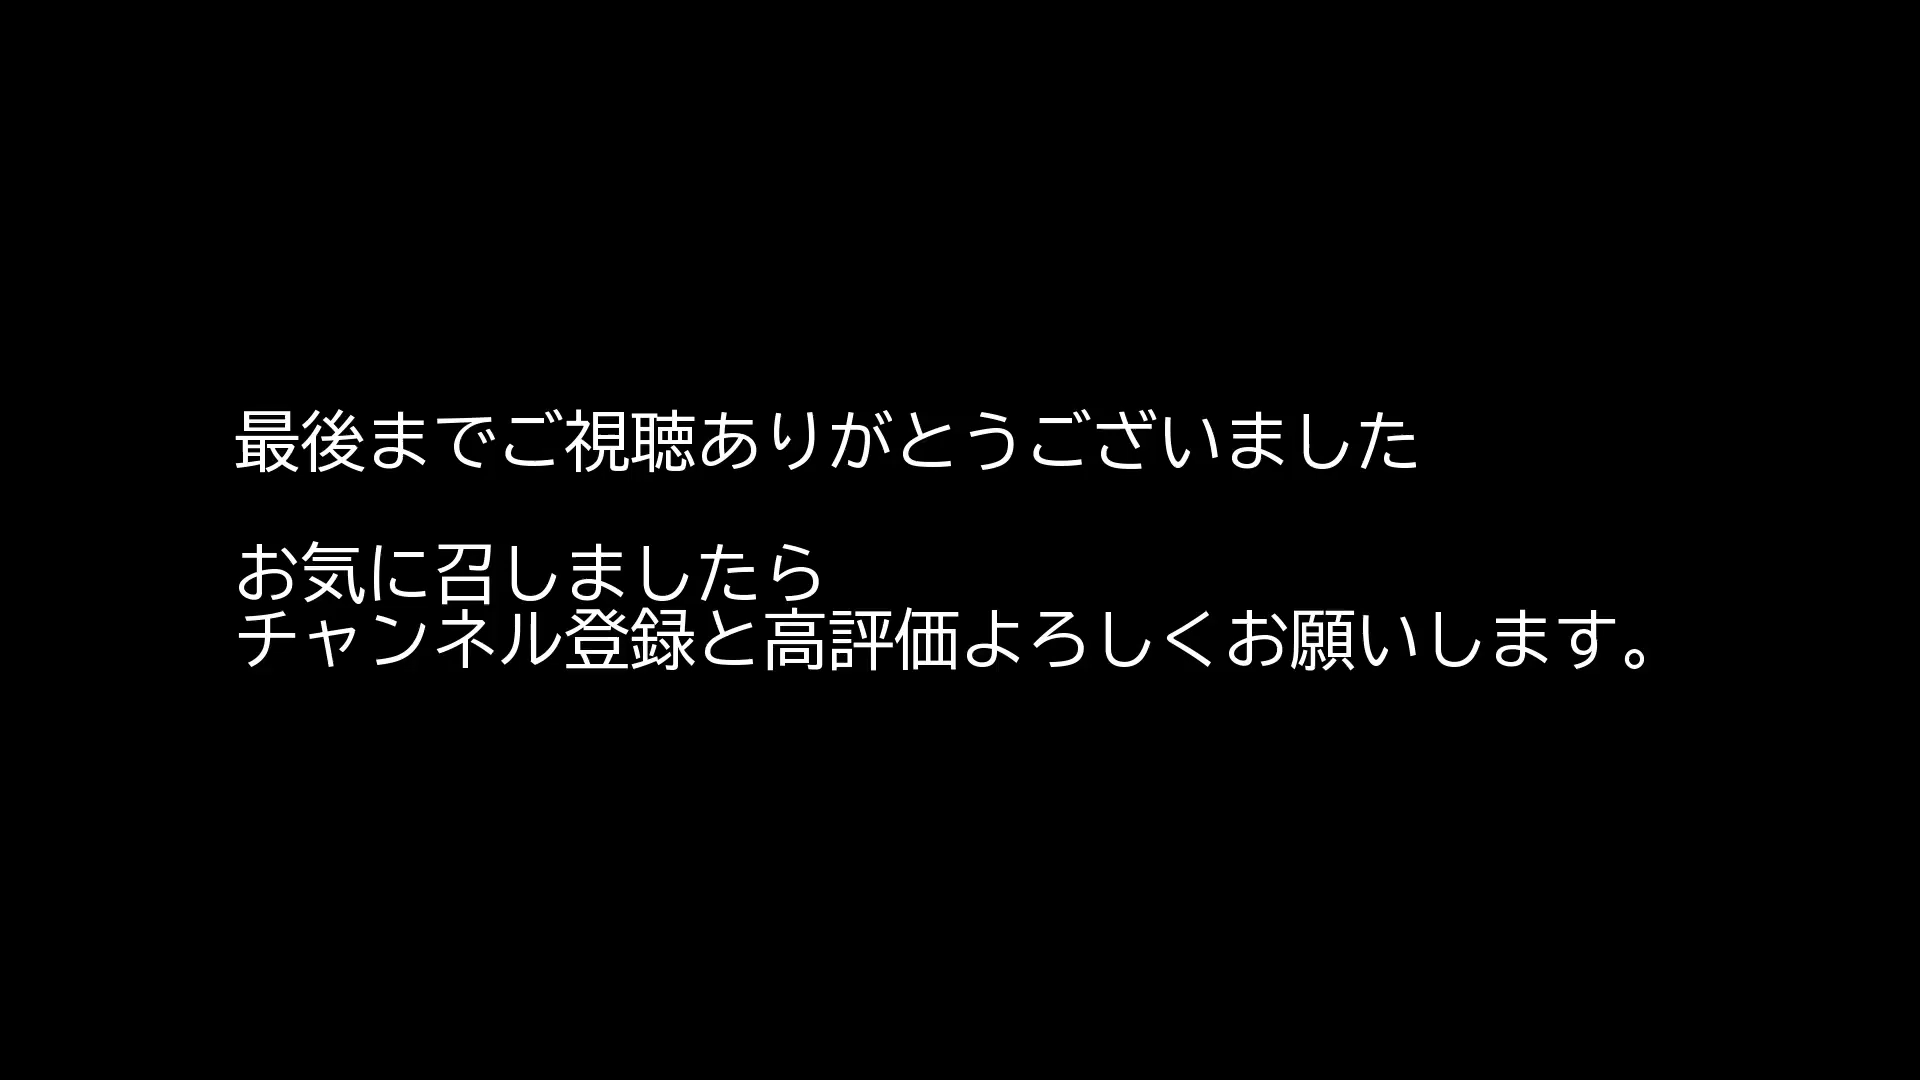 最後までご視聴ありがとうございました
お気に召しましたら
チャンネル登録と高評価よろしくお願いします。